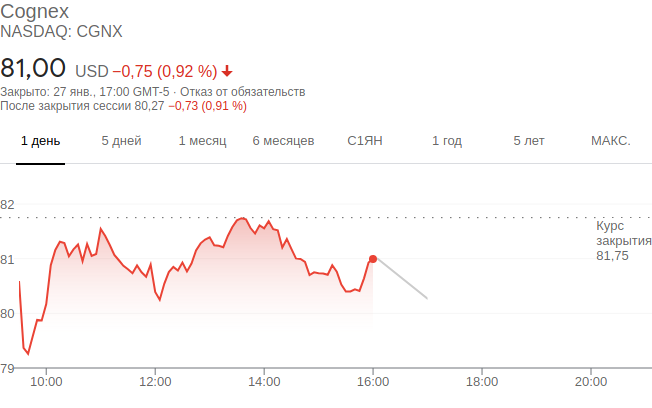 Cognex
NASDAQ: CGNX
81,00 USD −0,75 (0,92 %)
Закрыто: 27 янв., 17:00 GMT-5 · Отказ от обязательств
После закрытия сессии 80,27 −0,73 (0,91 %)
1 день 5 дней 1 месяц 6 месяцев С1ЯН 1 год 5 лет МАКС.
82
Курс
закрытия
81,75
81
80
79
10:00 12:00 14:00 16:00 18:00 20:00